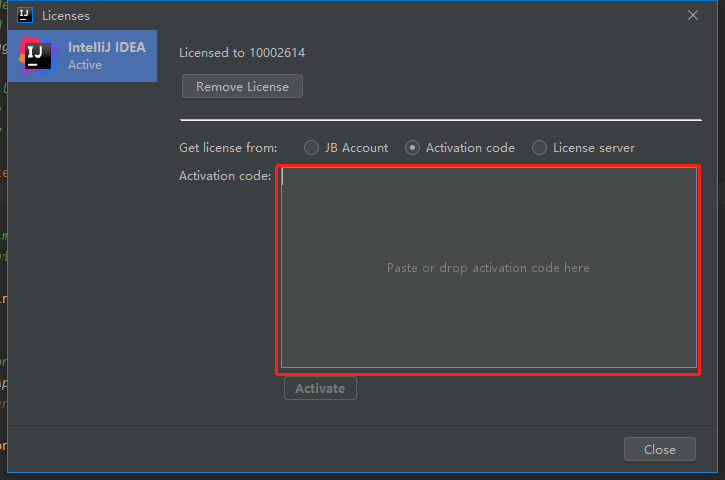 Licenses
IJ
IntelliJ IDEA
Active
Licensed to 10002614
Remove License
Get license from:
JB Account
Activation code
License server
Activation code:
Paste or drop activation code here
Activate
Close